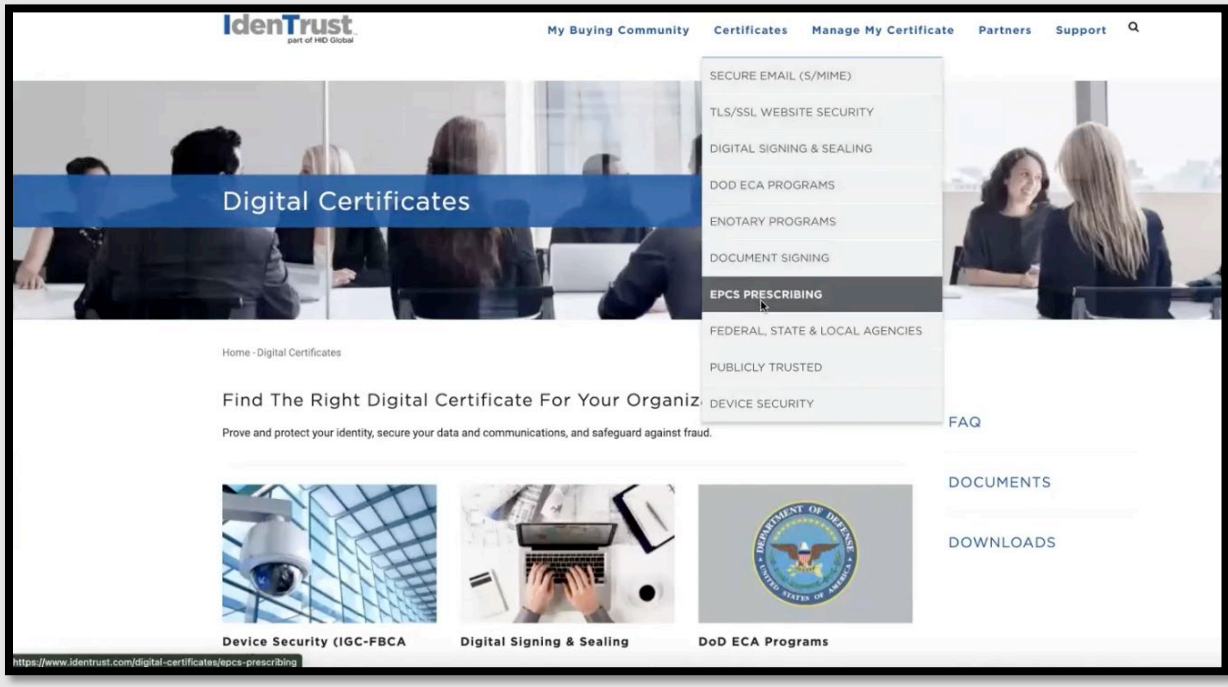 IdenTrust
part of HID Global
My Buying Community Certificates Manage My Certificate Partners Support
SECURE EMAIL (S/MIME)
TLS/SSL WEBSITE SECURITY
DIGITAL SIGNING & SEALING
DOD ECA PROGRAMS
ENOTARY PROGRAMS
DOCUMENT SIGNING
EPCS PRESCRIBING
FEDERAL, STATE & LOCAL AGENCIES
PUBLICLY TRUSTED
DEVICE SECURITY
Digital Certificates
Home - Digital Certificates
Find The Right Digital Certificate For Your Organiz
Prove and protect your identity, secure your data and communications, and safeguard against fraud.
FAQ
DOCUMENTS
DOWNLOADS
DEPARTMENT OF DEFENSE
UNITED STATES OF AMERICA
Device Security (IGC-FBCA
Digital Signing & Sealing
DoD ECA Programs
https://www.identrust.com/digital-certificates/epcs-prescribing